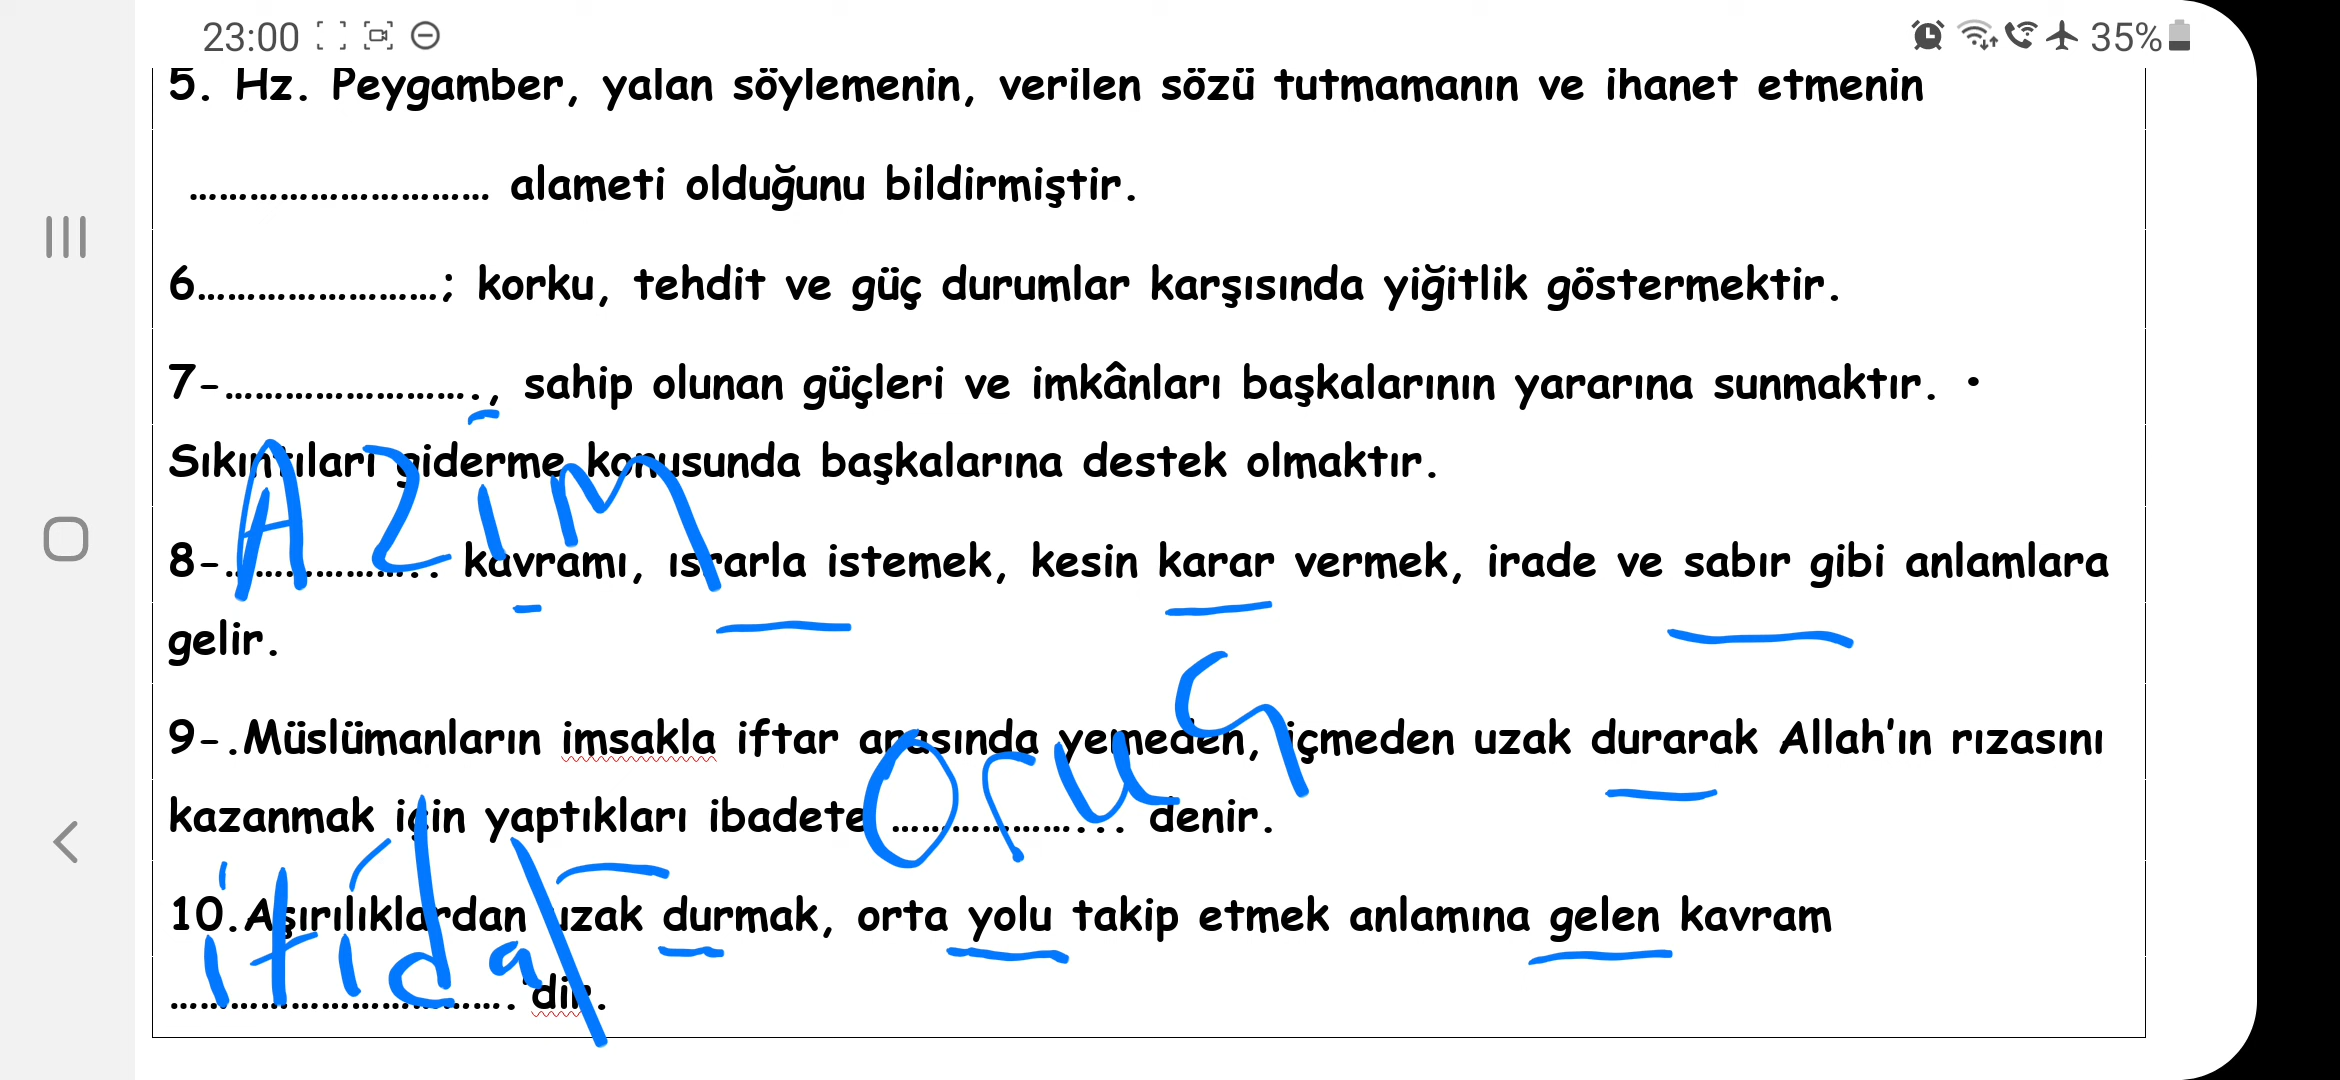 23:00 35%
5. Hz. Peygamber, yalan söylemenin, verilen sözü tutmamanın ve ihanet etmenin
................................ alameti olduğunu bildirmiştir.
6..........................; korku, tehdit ve güç durumlar karşısında yiğitlik göstermektir.
7-.........................., sahip olunan güçleri ve imkânları başkalarının yararına sunmaktır. •
Sıkıntıları giderme konusunda başkalarına destek olmaktır.
AZİM
8-...................... kavramı, ısrarla istemek, kesin karar vermek, irade ve sabır gibi anlamlara
gelir.
9-.Müslümanların imsakla iftar arasında yemeden, içmeden uzak durarak Allah’ın rızasını
kazanmak için yaptıkları ibadete ...................... denir.
oruç
10.Aşırılıklardan uzak durmak, orta yolu takip etmek anlamına gelen kavram
itidal
.................................. 'dir.